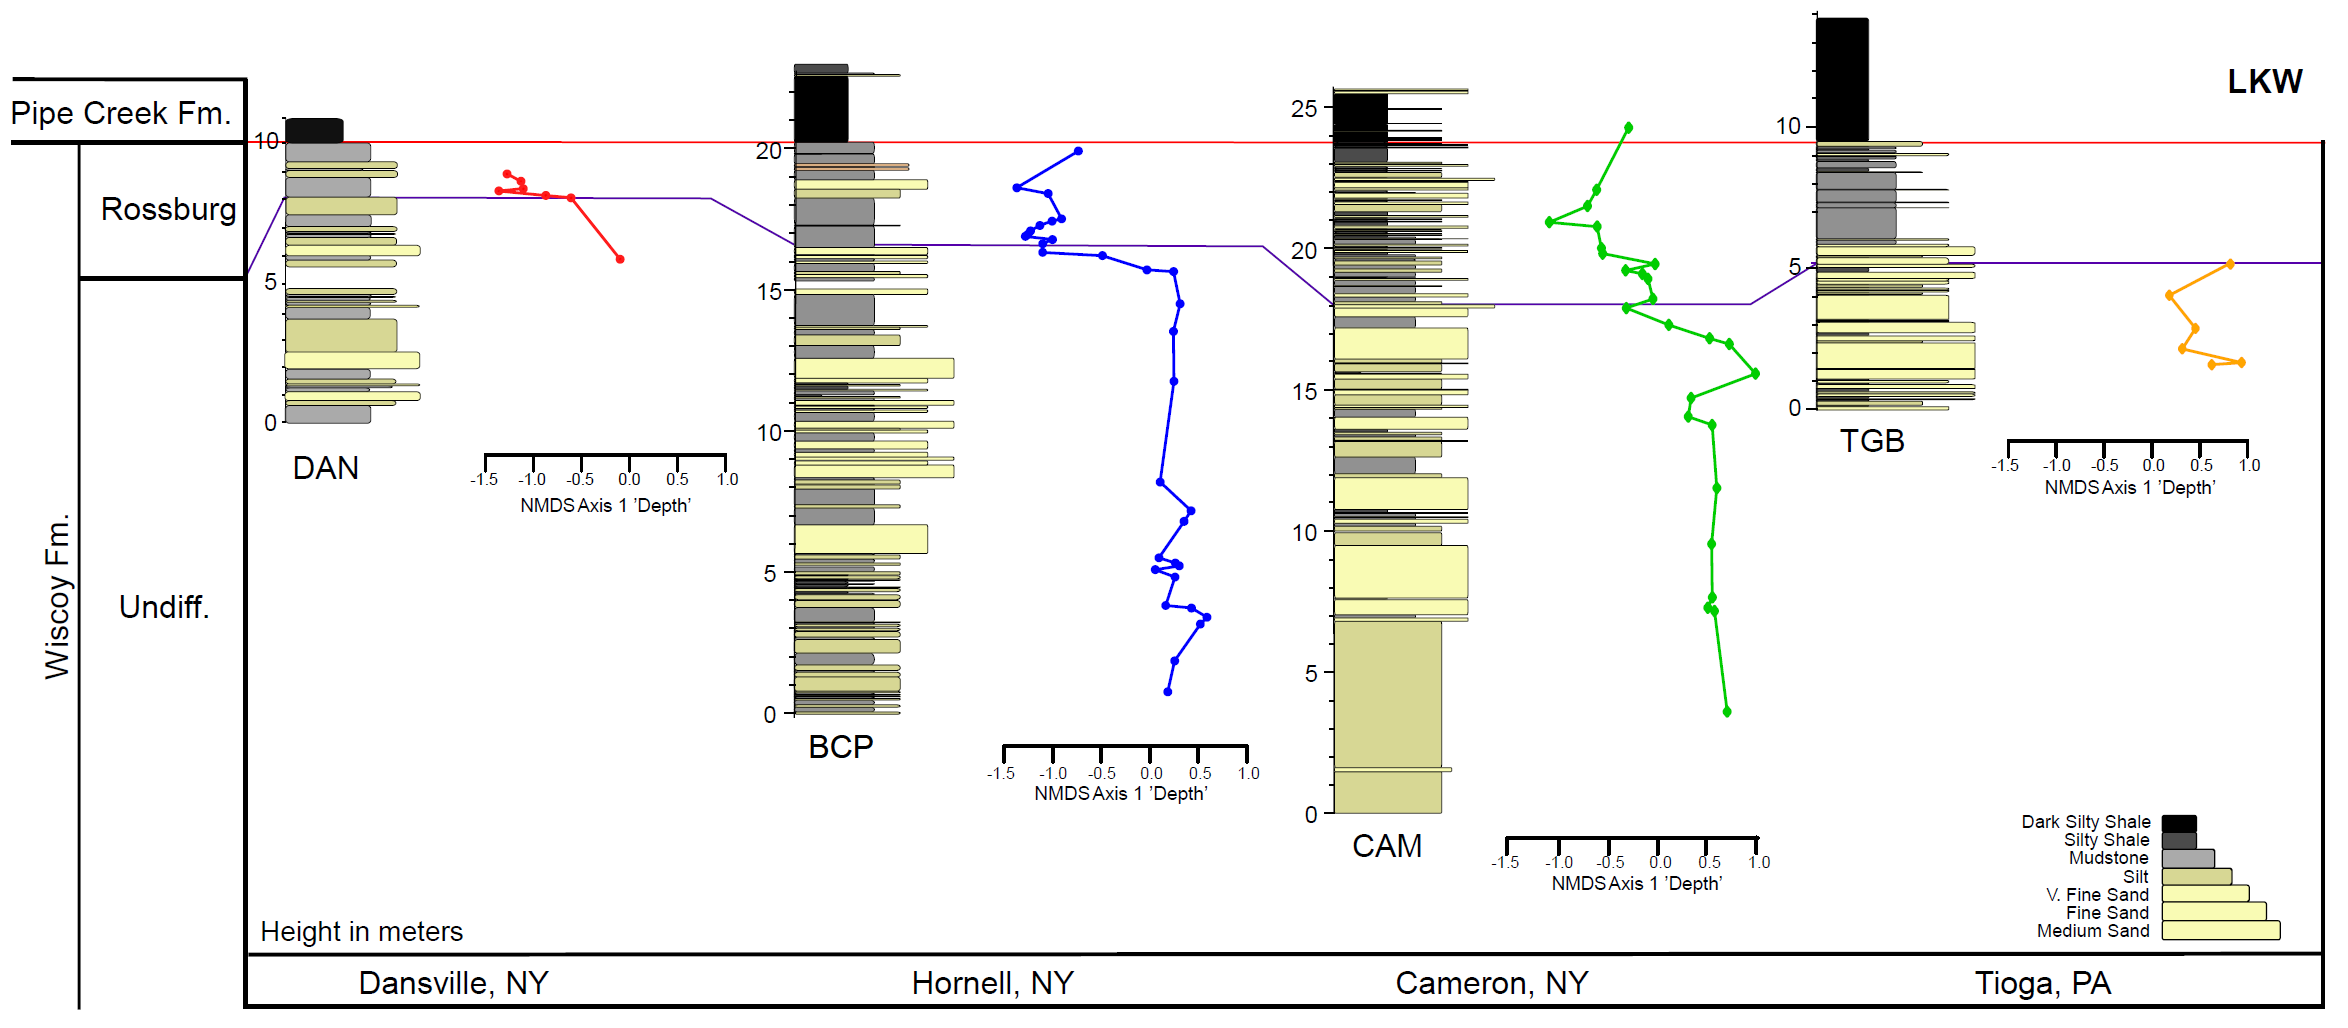 LKW
Pipe Creek Fm.
Rossburg
Wiscoy Fm.
Undiff.
10
5
0
DAN
-1.5 -1.0 -0.5 0.0 0.5 1.0
NMDS Axis 1 'Depth'
20
15
10
5
0
BCP
-1.5 -1.0 -0.5 0.0 0.5 1.0
NMDS Axis 1 'Depth'
25
20
15
10
5
0
CAM
-1.5 -1.0 -0.5 0.0 0.5 1.0
NMDS Axis 1 'Depth'
10
5
0
TGB
-1.5 -1.0 -0.5 0.0 0.5 1.0
NMDS Axis 1 'Depth'
Dark Silty Shale
Silty Shale
Mudstone
Silt
V. Fine Sand
Fine Sand
Medium Sand
Height in meters
Dansville, NY
Hornell, NY
Cameron, NY
Tioga, PA